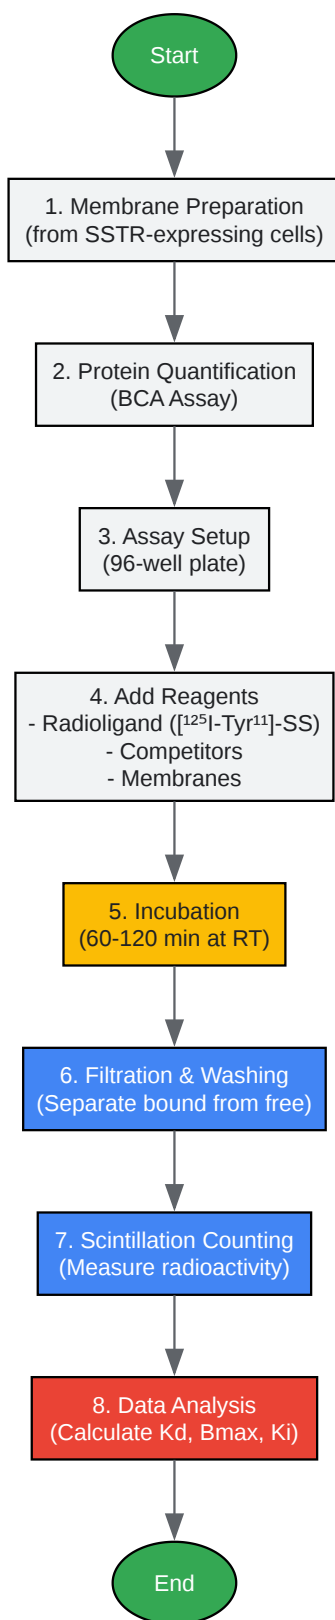 Start
1. Membrane Preparation
(from SSTR-expressing cells)
2. Protein Quantification
(BCA Assay)
3. Assay Setup
(96-well plate)
4. Add Reagents
- Radioligand ([¹²⁵I-Tyr¹¹]-SS)
- Competitors
- Membranes
5. Incubation
(60-120 min at RT)
6. Filtration & Washing
(Separate bound from free)
7. Scintillation Counting
(Measure radioactivity)
8. Data Analysis
(Calculate Kd, Bmax, Ki)
End